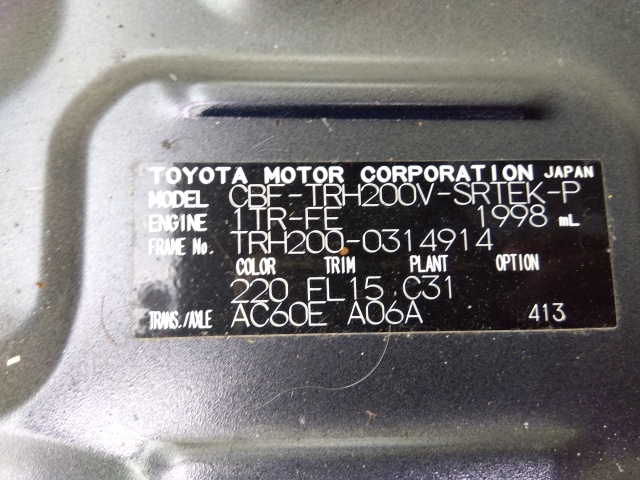 TOYOTA MOTOR CORPORATION JAPAN
MODEL CBF-TRH200V-SRTEK-P
ENGINE 1TR-FE 1998 mL
FRAME No. TRH200-0314914
COLOR TRIM PLANT OPTION
220 FL15 C31
TRANS./AXLE AC60E A06A 413